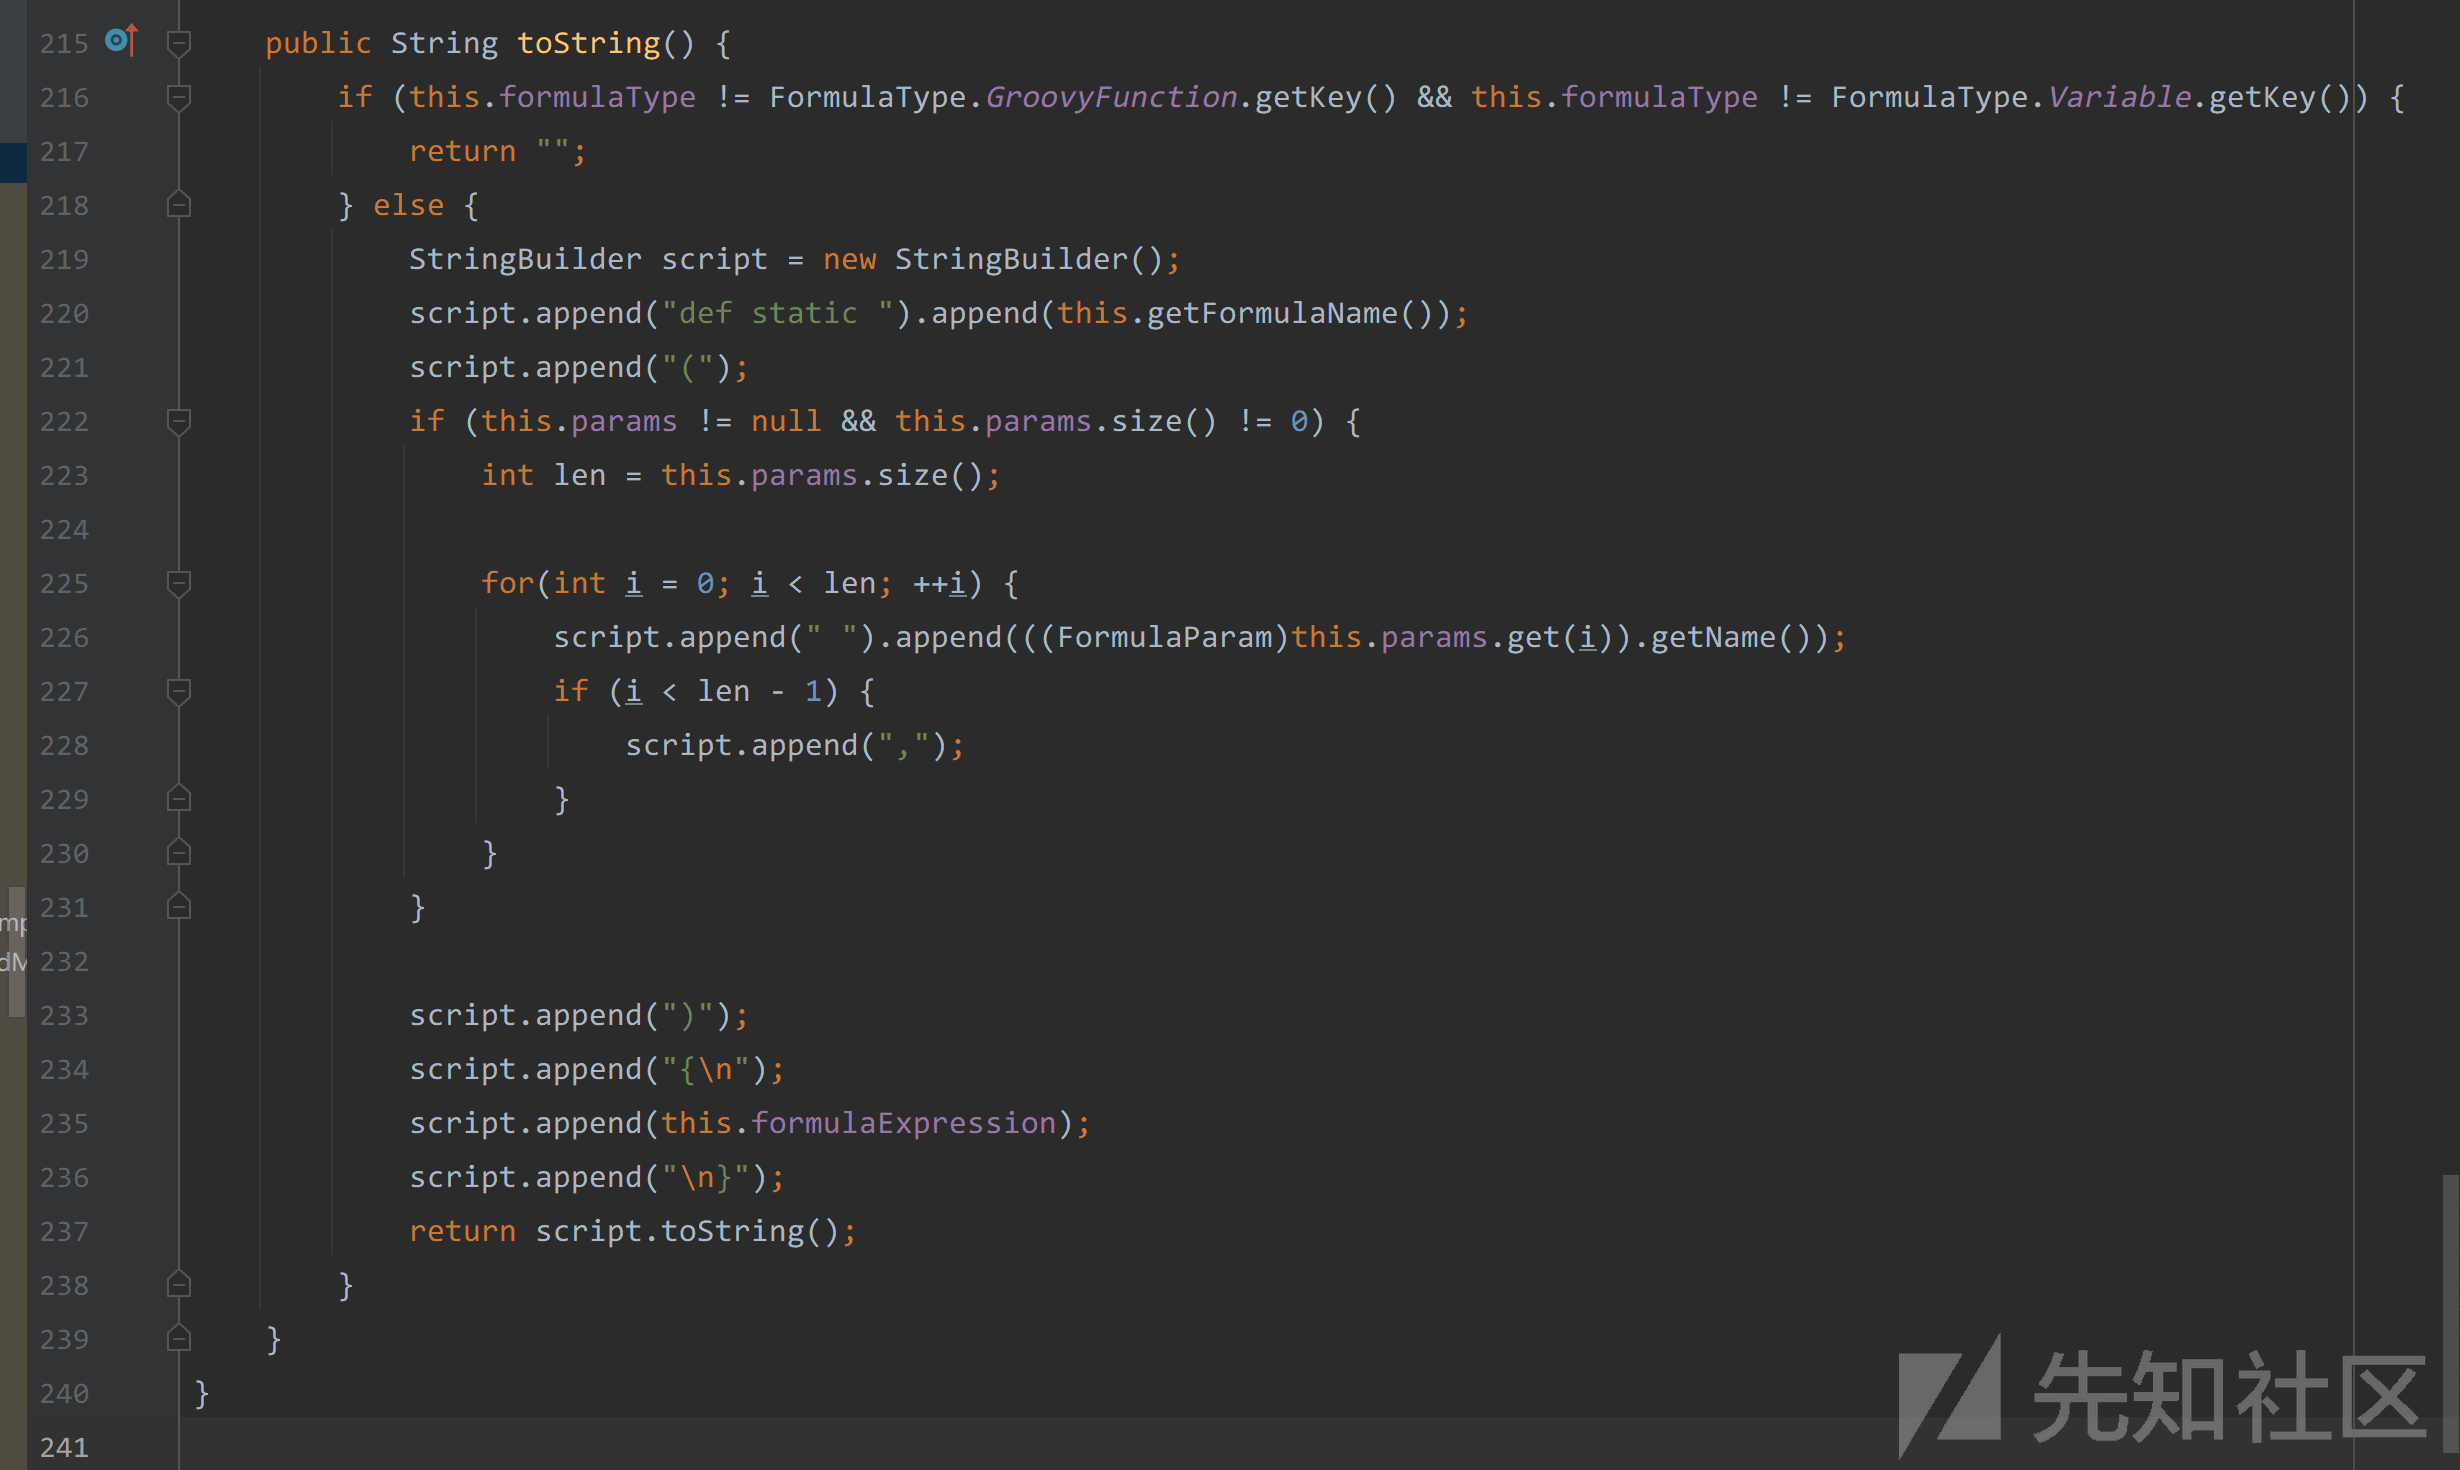 215 public String toString() {
216 if (this.formulaType != FormulaType.GroovyFunction.getKey() && this.formulaType != FormulaType.Variable.getKey()) {
217 return "";
218 } else {
219 StringBuilder script = new StringBuilder();
220 script.append("def static ").append(this.getFormulaName());
221 script.append("(");
222 if (this.params != null && this.params.size() != 0) {
223 int len = this.params.size();
224
225 for(int i = 0; i < len; ++i) {
226 script.append(" ").append(((FormulaParam)this.params.get(i)).getName());
227 if (i < len - 1) {
228 script.append(",");
229 }
230 }
231 }
232
233 script.append(")");
234 script.append("{\n");
235 script.append(this.formulaExpression);
236 script.append("\n}");
237 return script.toString();
238 }
239 }
240 }
241
先知社区